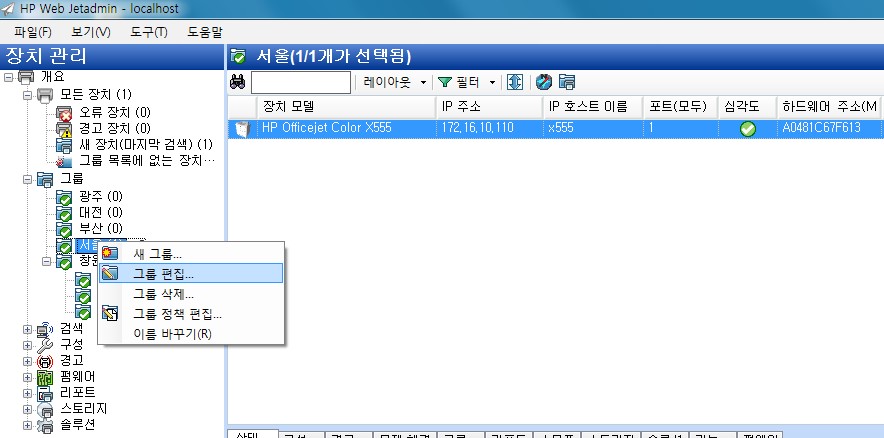 HP Web Jetadmin - localhost
파일(F) 보기(V) 도구(T) 도움말
장치 관리
서울(1/1개가 선택됨)
개요
모든 장치 (1)
오류 장치 (0)
경고 장치 (0)
새 장치(마지막 검색) (1)
그룹 목록에 없는 장치...
그룹
광주 (0)
대전 (0)
부산 (0)
검색
구성
경고
펌웨어
리포트
스토리지
솔루션
새 그룹...
그룹 편집...
그룹 삭제...
그룹 정책 편집...
이름 바꾸기(R)
레이아웃 필터
장치 모델 IP 주소 IP 호스트 이름 포트(모두) 심각도 하드웨어 주소(M
HP Officejet Color X555 172.16.10.110 x555 1 A0481C67F613